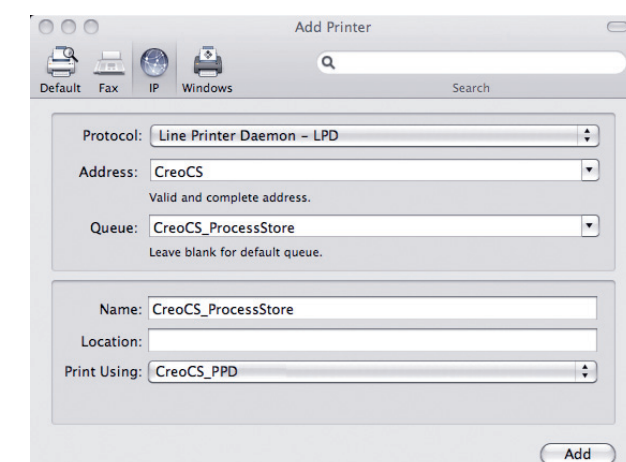 Add Printer
Default Fax IP Windows Search
Protocol: Line Printer Daemon – LPD
Address: CreoCS
Valid and complete address.
Queue: CreoCS_ProcessStore
Leave blank for default queue.
Name: CreoCS_ProcessStore
Location:
Print Using: CreoCS_PPD
Add